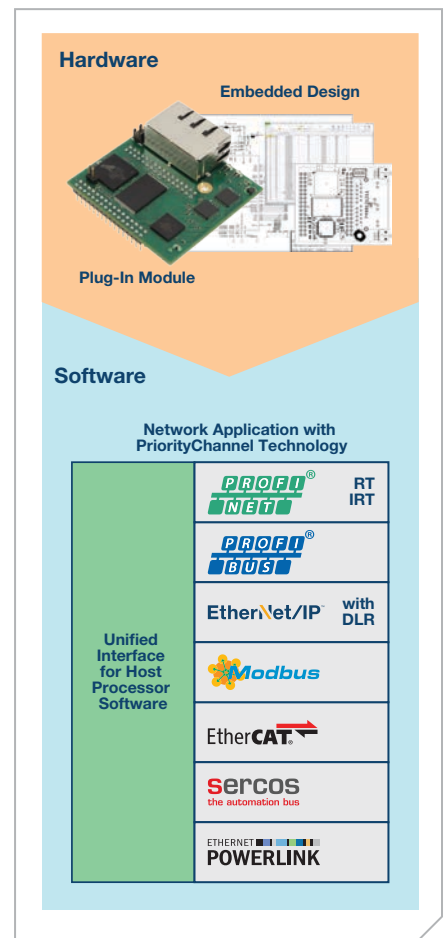 Hardware
Embedded Design
Plug-In Module
Software
Network Application with
PriorityChannel Technology
Unified
Interface
for Host
Processor
Software
PROFI®
NET
RT
IRT
PROFI®
BUS
EtherNet/IP™
with
DLR
Modbus
EtherCAT®
sercos
the automation bus
ETHERNET
POWERLINK